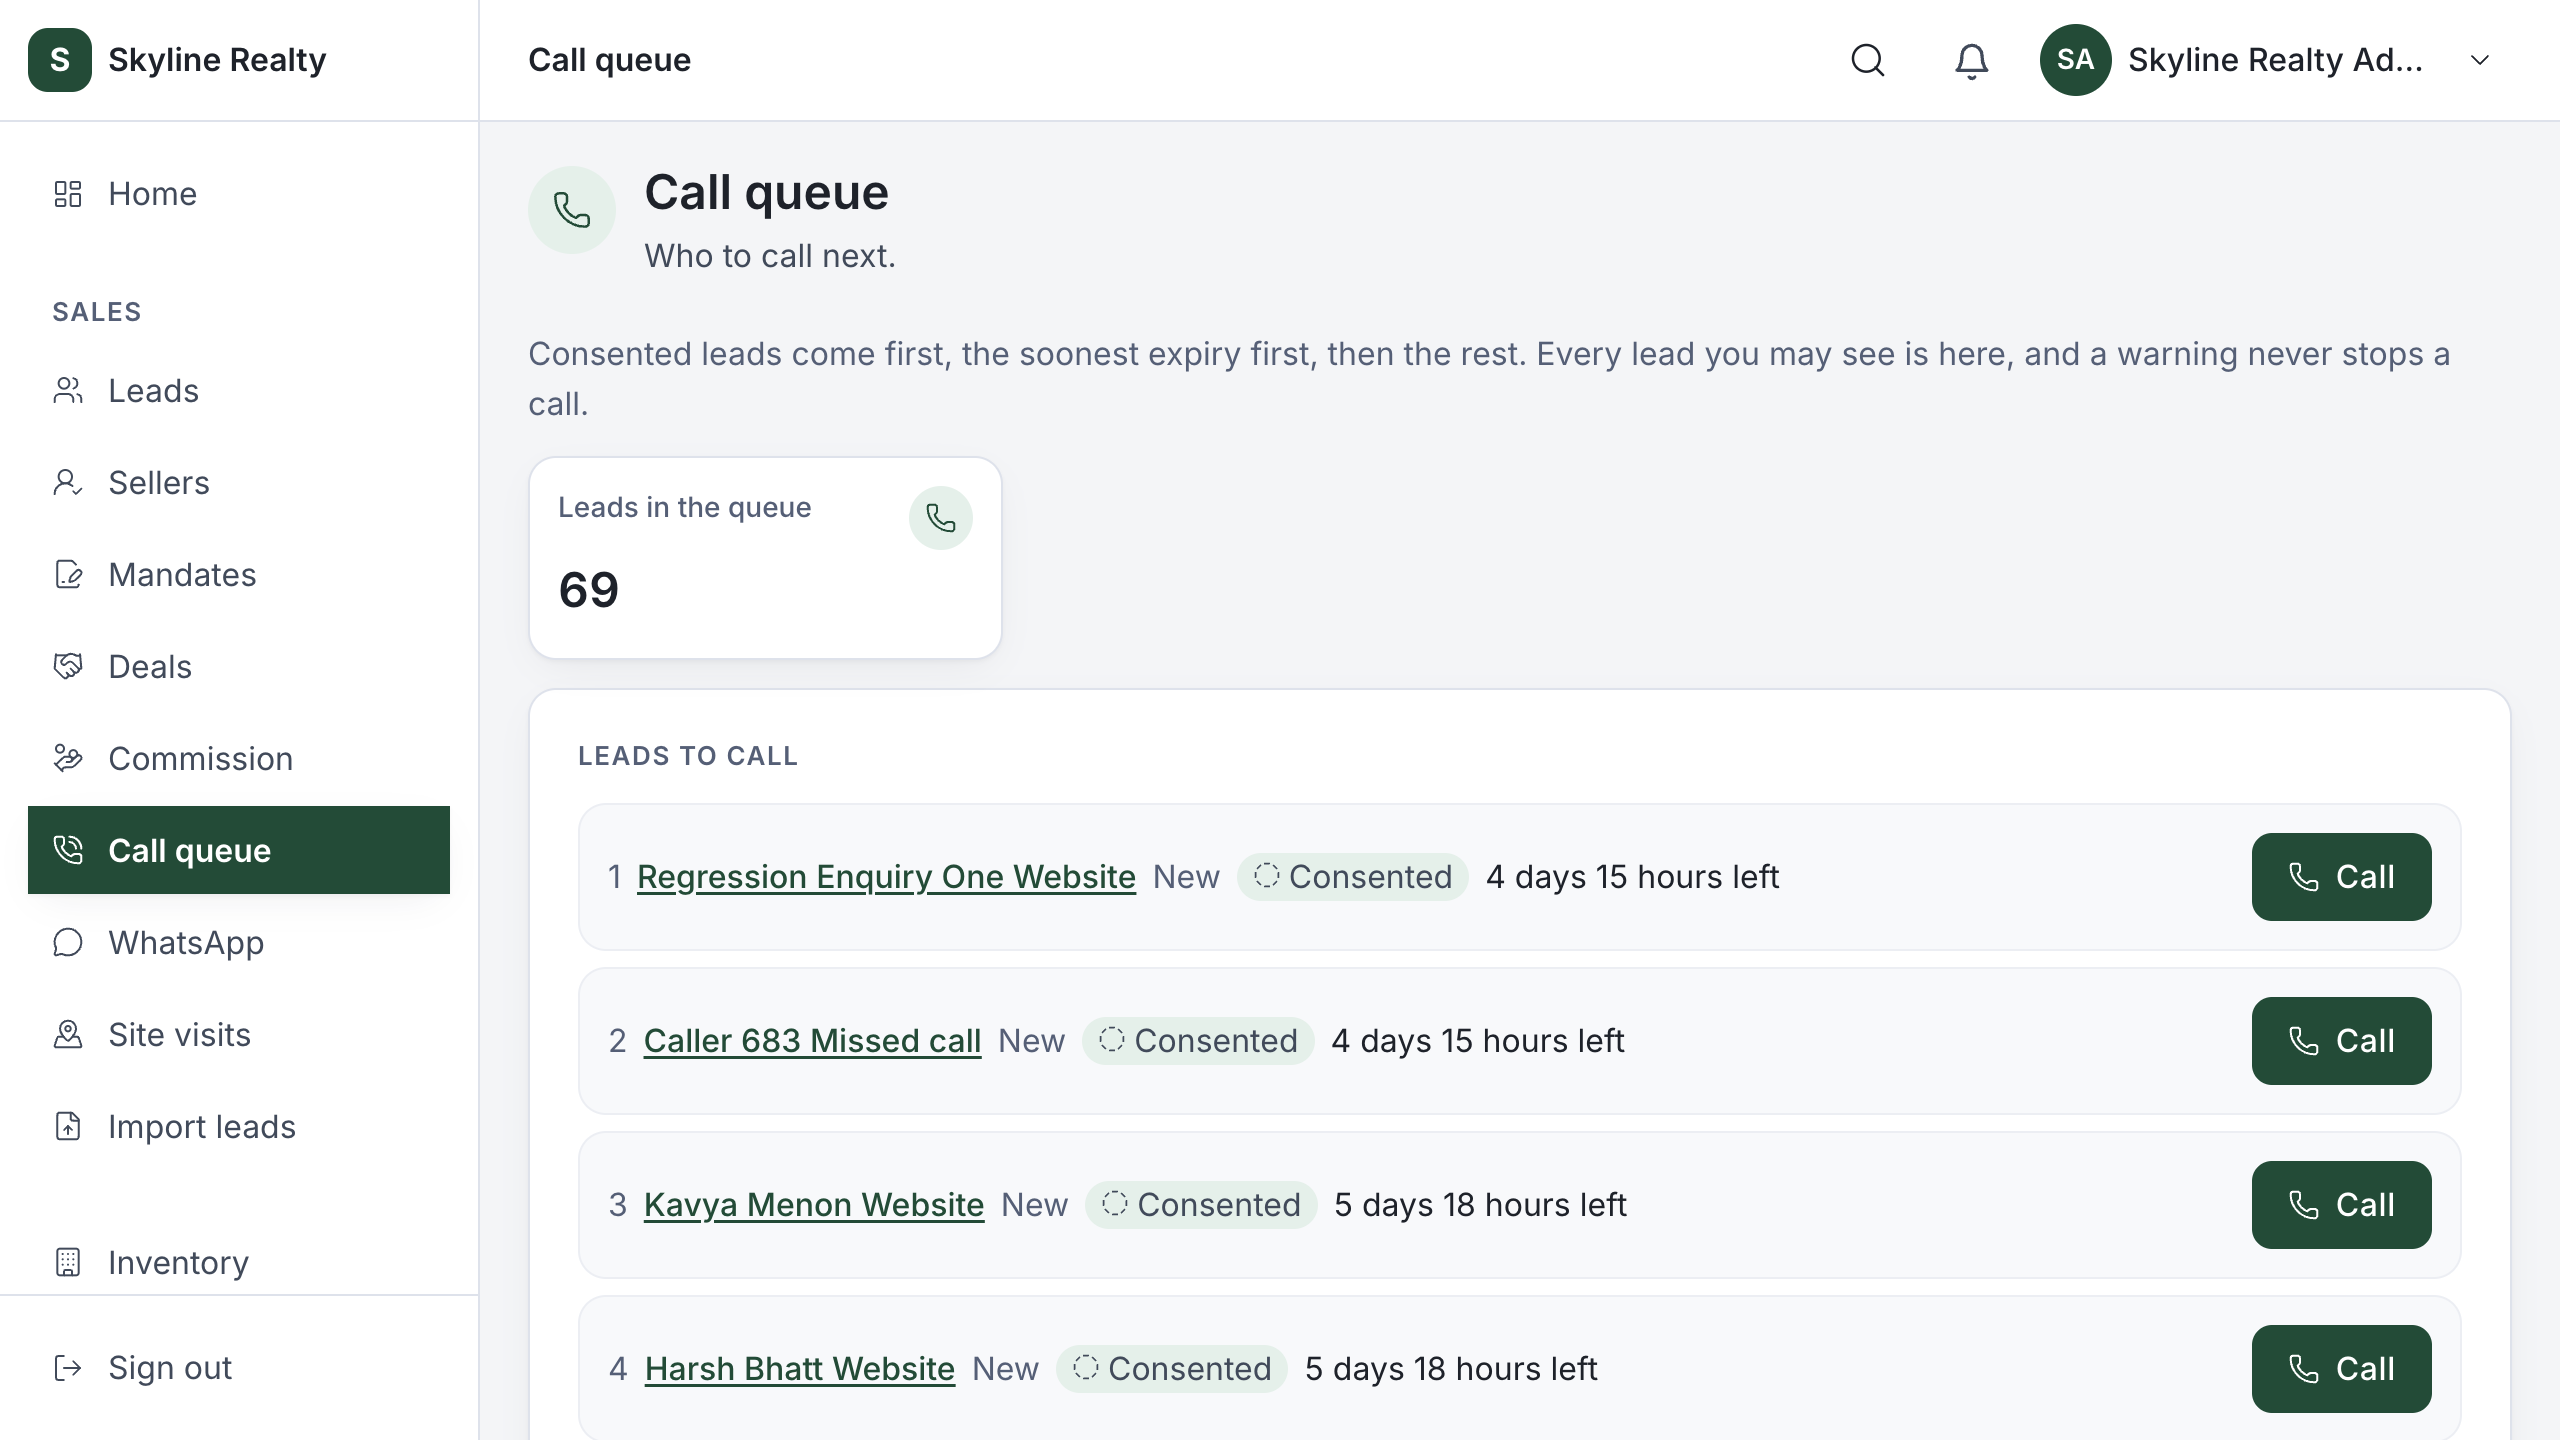 S Skyline Realty
Call queue
SA Skyline Realty Ad...
Home
SALES
Leads
Sellers
Mandates
Deals
Commission
Call queue
WhatsApp
Site visits
Import leads
Inventory
Sign out
Call queue
Who to call next.
Consented leads come first, the soonest expiry first, then the rest. Every lead you may see is here, and a warning never stops a
call.
Leads in the queue
69
LEADS TO CALL
1 Regression Enquiry One Website New Consented 4 days 15 hours left Call
2 Caller 683 Missed call New Consented 4 days 15 hours left Call
3 Kavya Menon Website New Consented 5 days 18 hours left Call
4 Harsh Bhatt Website New Consented 5 days 18 hours left Call